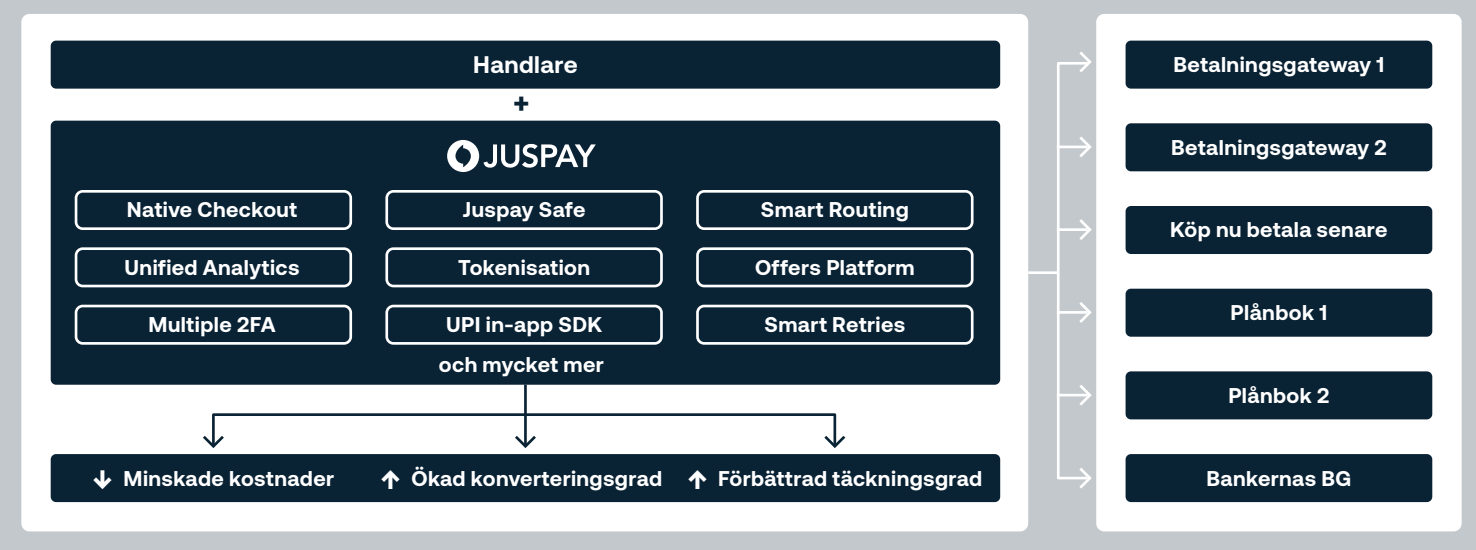 Handlare
+
JUSPAY
Native Checkout
Juspay Safe
Smart Routing
Unified Analytics
Tokenisation
Offers Platform
Multiple 2FA
UPI in-app SDK
Smart Retries
och mycket mer
↓ Minskade kostnader
↑ Ökad konverteringsgrad
↑ Förbättrad täckningsgrad
Betalningsgateway 1
Betalningsgateway 2
Köp nu betala senare
Plånbok 1
Plånbok 2
Bankernas BG